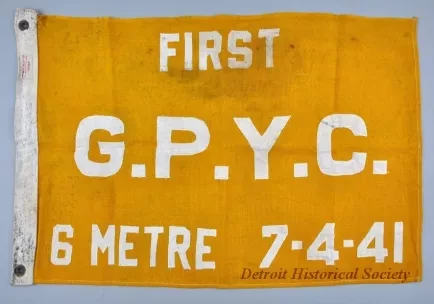 FIRST
G.P.Y.C.
6 METRE 7-4-41
Detroit Historical Society